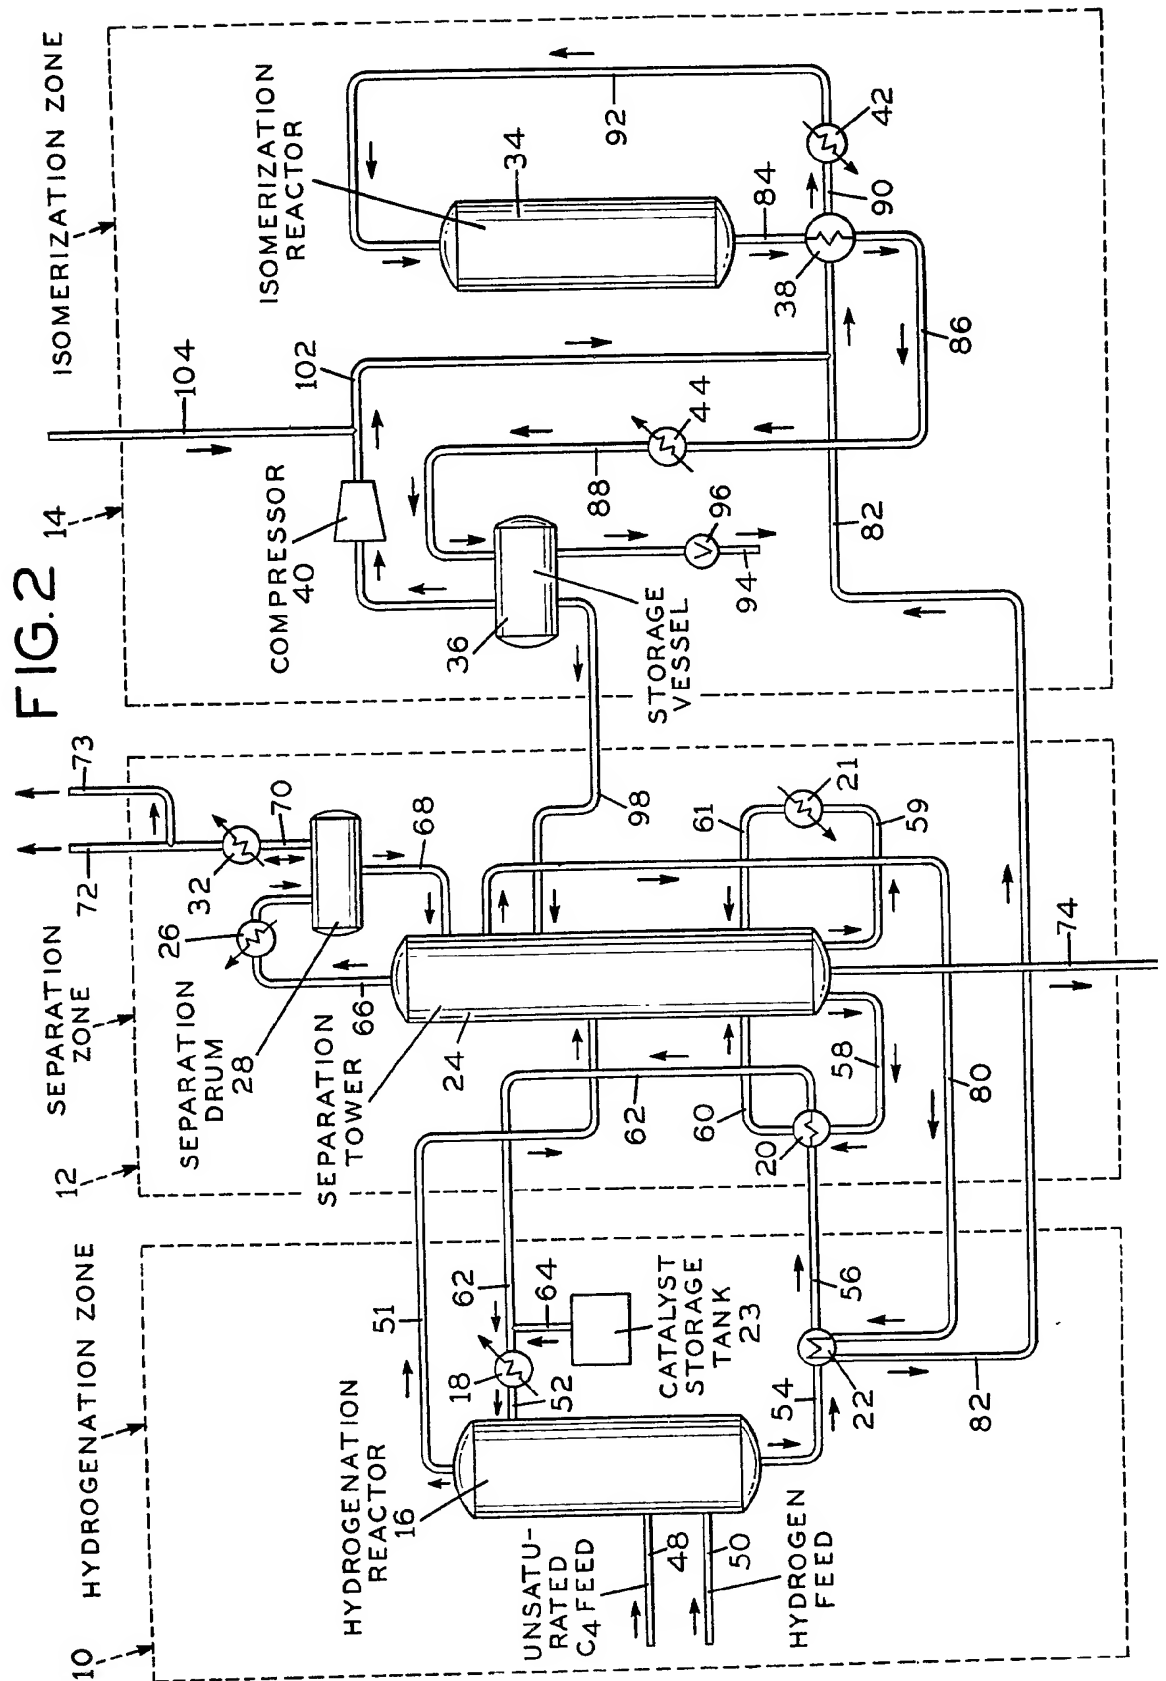 FIG.2
10
HYDROGENATION ZONE
12
SEPARATION
ZONE
14
ISOMERIZATION ZONE
HYDROGENATION
REACTOR
16
51
62
18
52
64
CATALYST
STORAGE
TANK
23
UNSATU-
RATED
C4 FEED
48
50
HYDROGEN
FEED
54
22
56
82
SEPARATION
DRUM
28
SEPARATION
TOWER
24
66
26
32
70
72
73
68
98
62
60
20
58
61
21
59
80
74
COMPRESSOR
40
104
102
36
STORAGE
VESSEL
88
44
96
94
82
ISOMERIZATION
REACTOR
34
84
38
86
90
42
92